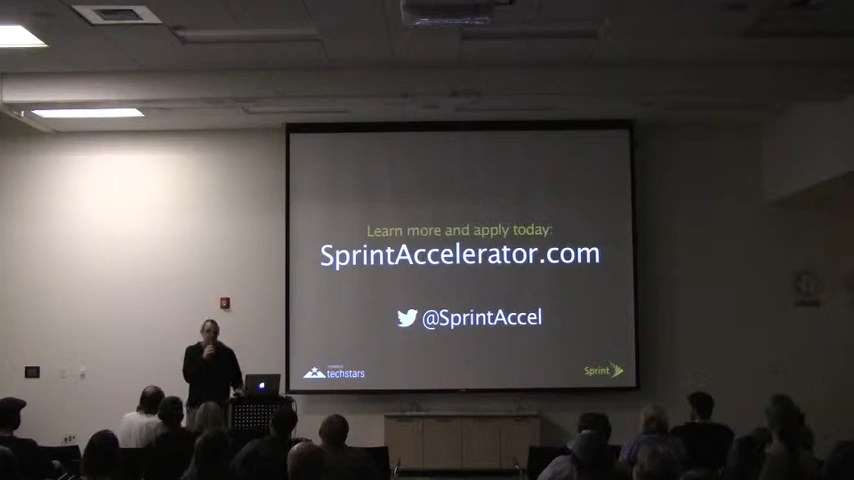 Learn more and apply today:
SprintAccelerator.com
@SprintAccel
techstars
Sprint